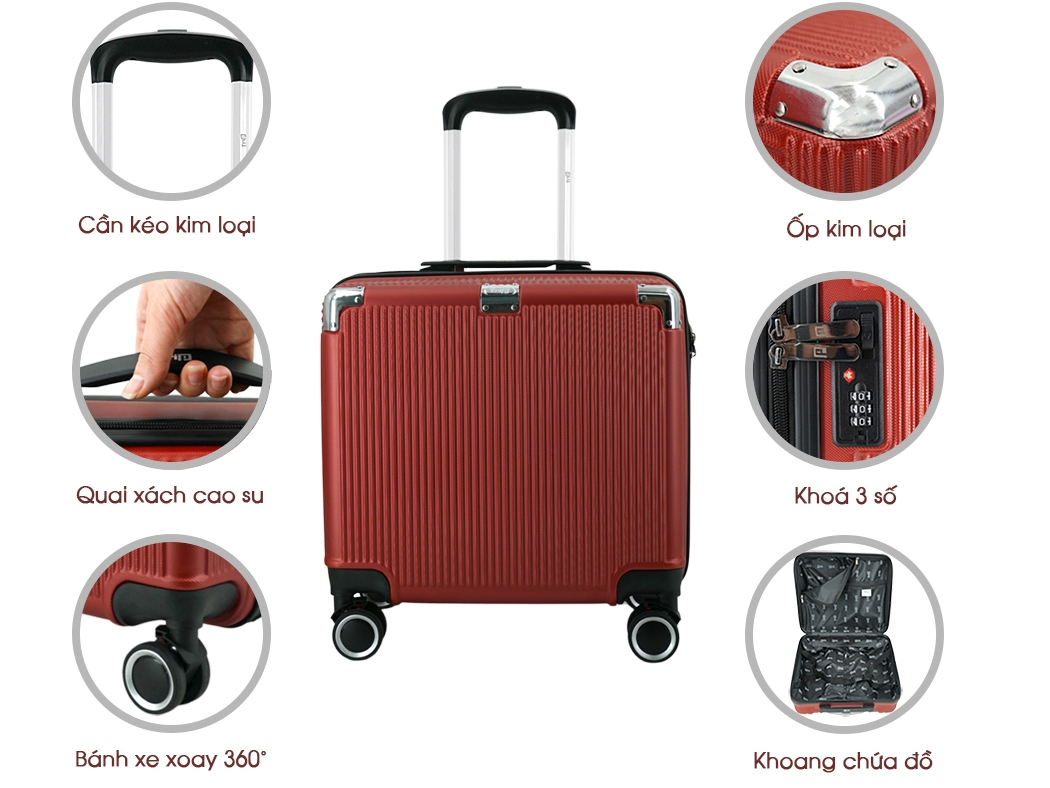 Cần kéo kim loại
Ốp kim loại
Quai xách cao su
Khoá 3 số
Bánh xe xoay 360°
Khoang chứa đồ